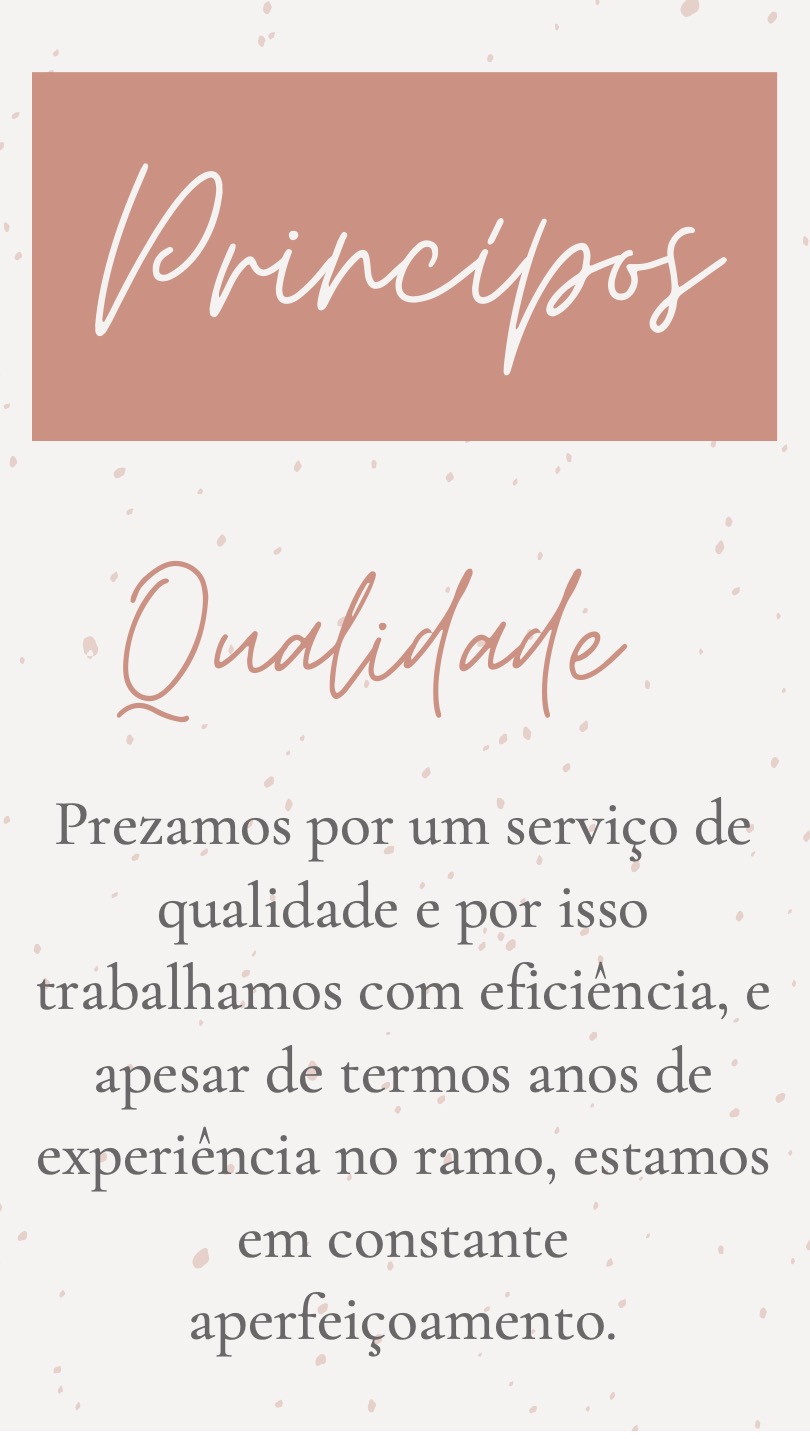 Princípos
Qualidade
Prezamos por um serviço de
qualidade e por isso
trabalhamos com eficiência, e
apesar de termos anos de
experiência no ramo, estamos
em constante
aperfeiçoamento.